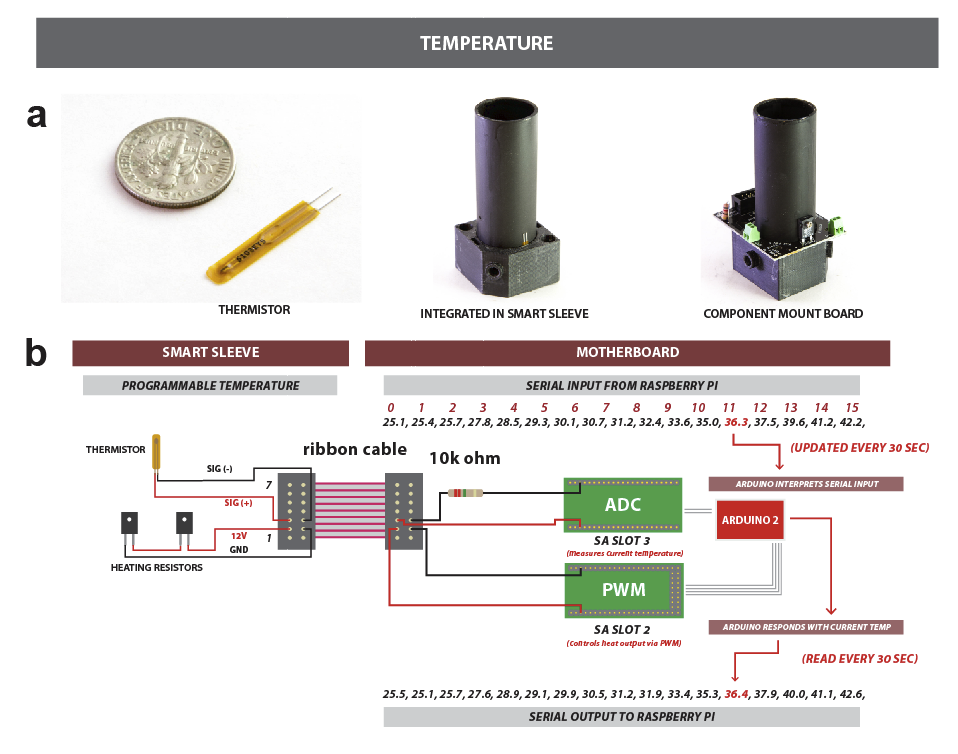 TEMPERATURE
a
THERMISTOR
INTEGRATED IN SMART SLEEVE
COMPONENT MOUNT BOARD
b
SMART SLEEVE
MOTHERBOARD
PROGRAMMABLE TEMPERATURE
SERIAL INPUT FROM RASPBERRY PI
0 1 2 3 4 5 6 7 8 9 10 11 12 13 14 15
25.1, 25.4, 25.7, 27.8, 28.5, 29.3, 30.1, 30.7, 31.2, 32.4, 33.6, 35.0, 36.3, 37.5, 39.6, 41.2, 42.2,
(UPDATED EVERY 30 SEC)
THERMISTOR
ribbon cable
10k ohm
SIG (-)
7
ARDUINO INTERPRETS SERIAL INPUT
SIG (+)
ADC
ARDUINO 2
12V
1
GND
SA SLOT 3
(Measures current temperature)
HEATING RESISTORS
PWM
SA SLOT 2
(Controls heat output via PWM)
ARDUINO RESPONDS WITH CURRENT TEMP
(READ EVERY 30 SEC)
25.5, 25.1, 25.7, 27.6, 28.9, 29.1, 29.9, 30.5, 31.2, 31.9, 33.4, 35.3, 36.4, 37.9, 40.0, 41.1, 42.6,
SERIAL OUTPUT TO RASPBERRY PI